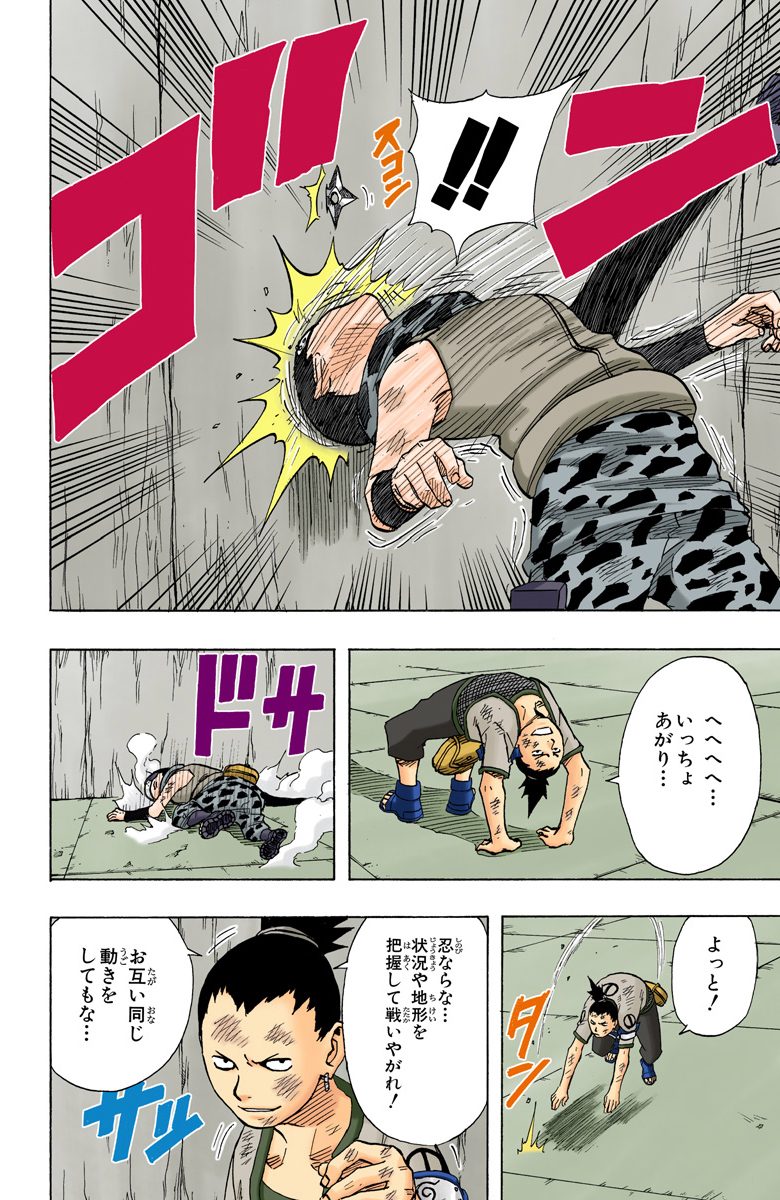 ゴン
!!
スコン
へへへへ…
いっちょ
あがり…
ドサ
よっと!
タン
忍ならな…
状況や地形を
把握して戦いやがれ!
お互い同じ
動きを
してもな…
サッ